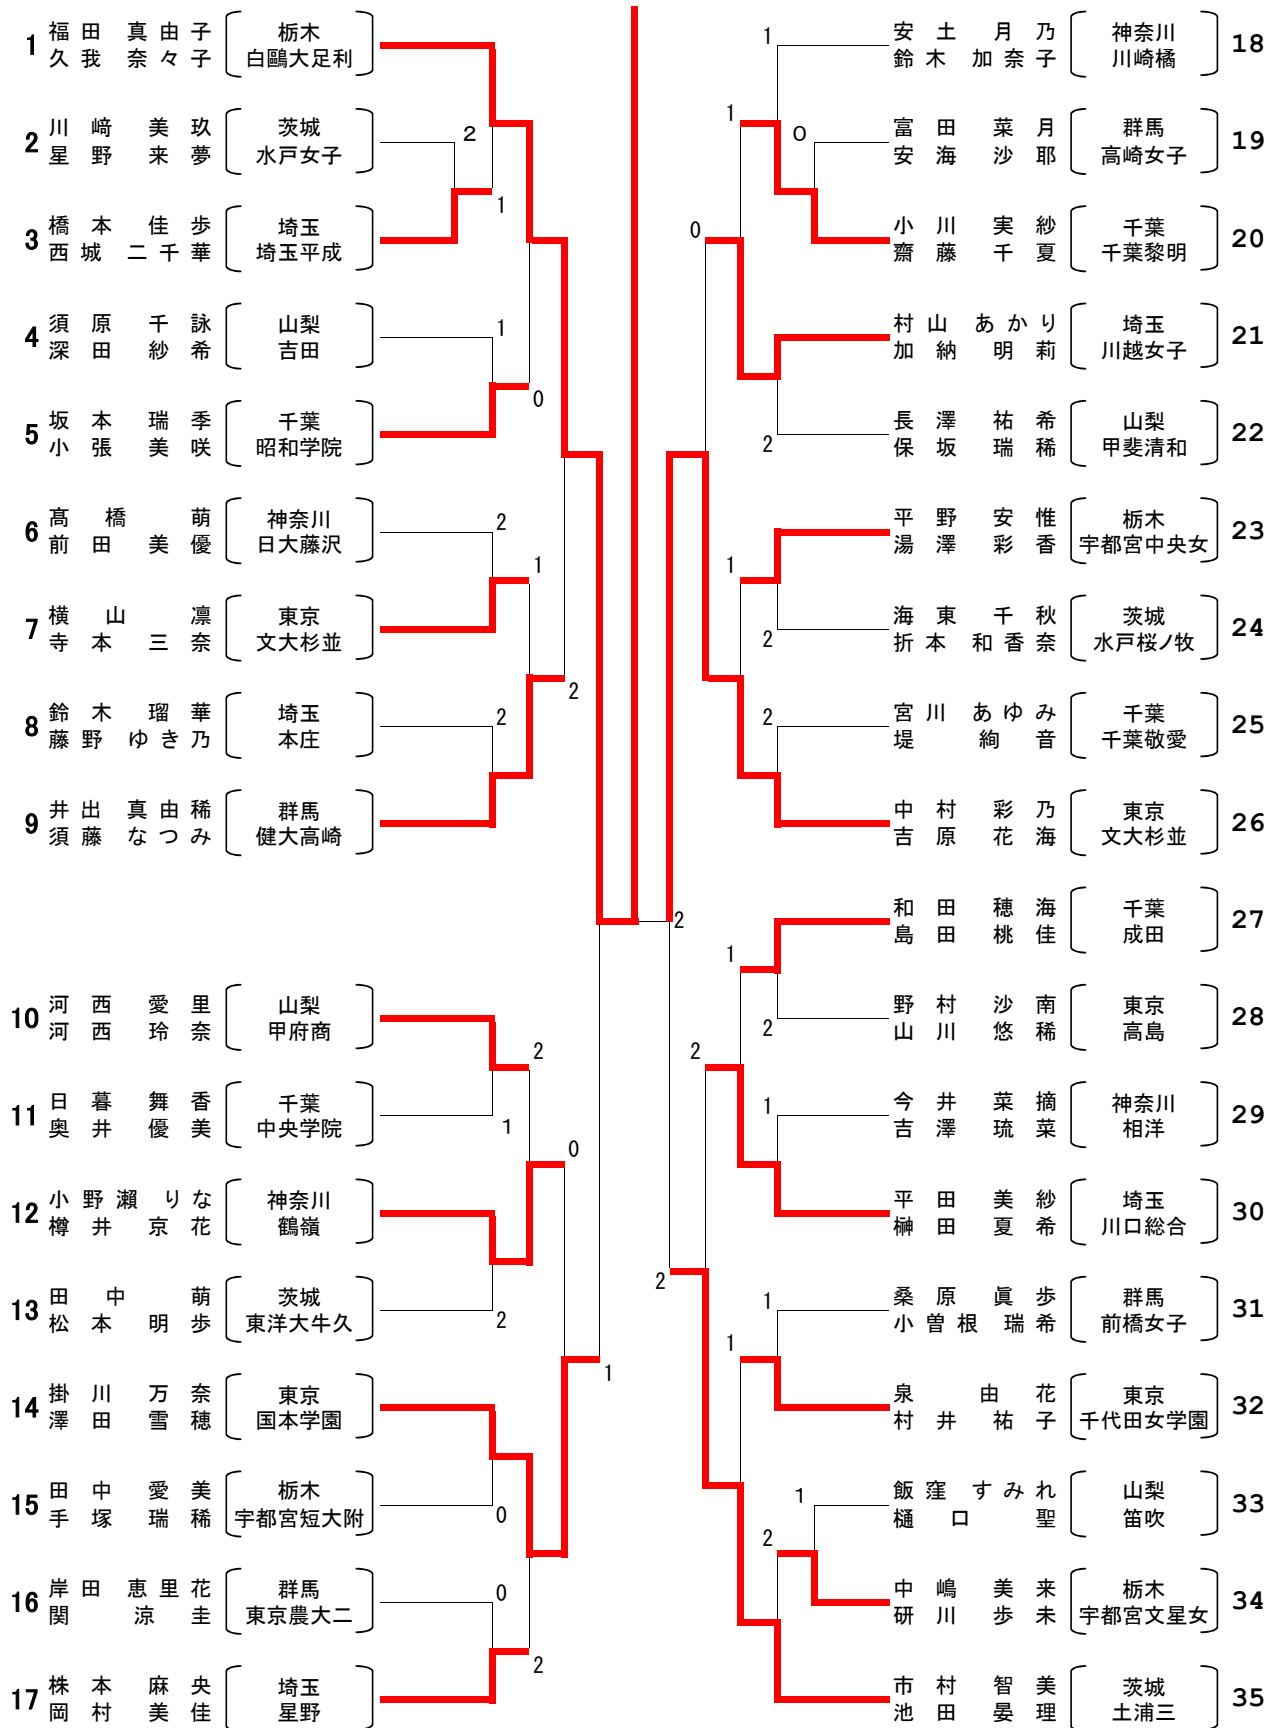 1 福田 真由子 栃木
久我 奈々子 白鷗大足利
2 川﨑 美玖 茨城
星野 来夢 水戸女子
2
1
3 橋本 佳歩 埼玉
西城 二千華 埼玉平成
4 須原 千詠 山梨
深田 紗希 吉田
1
0
5 坂本 瑞季 千葉
小張 美咲 昭和学院
6 髙橋 萌 神奈川
前田 美優 日大藤沢
2
1
7 横山 凛 東京
寺本 三奈 文大杉並
2
8 鈴木 瑠華 埼玉
藤野 ゆき乃 本庄
2
9 井出 真由稀 群馬
須藤 なつみ 健大高崎
10 河西 愛里 山梨
河西 玲奈 甲府商
2
11 日暮 舞香 千葉
奥井 優美 中央学院
1
0
12 小野瀬 りな 神奈川
樽井 京花 鶴嶺
13 田中 萌 茨城
松本 明歩 東洋大牛久
2
1
14 掛川 万奈 東京
澤田 雪穂 国本学園
15 田中 愛美 栃木
手塚 瑞稀 宇都宮短大附
0
16 岸田 恵里花 群馬
関 涼圭 東京農大二
0
2
17 株本 麻央 埼玉
岡村 美佳 星野
1
安土 月乃 神奈川 18
鈴木 加奈子 川崎橘
1
0
富田 菜月 群馬 19
安海 沙耶 高崎女子
0
小川 実紗 千葉 20
齋藤 千夏 千葉黎明
村山 あかり 埼玉 21
加納 明莉 川越女子
2
長澤 祐希 山梨 22
保坂 瑞稀 甲斐清和
平野 安惟 栃木 23
湯澤 彩香 宇都宮中央女
1
2
海東 千秋 茨城 24
折本 和香奈 水戸桜ノ牧
2
宮川 あゆみ 千葉 25
堤 絢音 千葉敬愛
中村 彩乃 東京 26
吉原 花海 文大杉並
2
和田 穂海 千葉 27
島田 桃佳 成田
1
2
野村 沙南 東京 28
山川 悠稀 高島
2
1
今井 菜摘 神奈川 29
吉澤 琉菜 相洋
平田 美紗 埼玉 30
榊田 夏希 川口総合
2
1
桑原 眞歩 群馬 31
小曽根 瑞希 前橋女子
1
泉 由花 東京 32
村井 祐子 千代田女学園
1
飯窪 すみれ 山梨 33
樋口 聖 笛吹
2
中嶋 美来 栃木 34
研川 歩未 宇都宮文星女
市村 智美 茨城 35
池田 晏理 土浦三